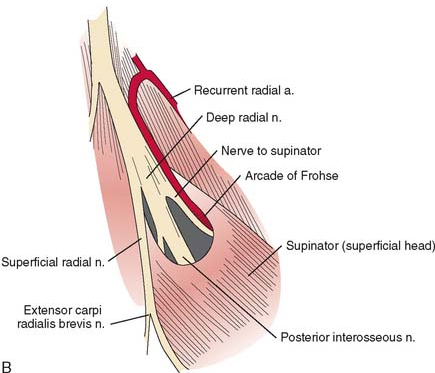 Recurrent radial a.
Deep radial n.
Nerve to supinator
Arcade of Frohse
Supinator (superficial head)
Superficial radial n.
Extensor carpi
radialis brevis n.
Posterior interosseous n.
B